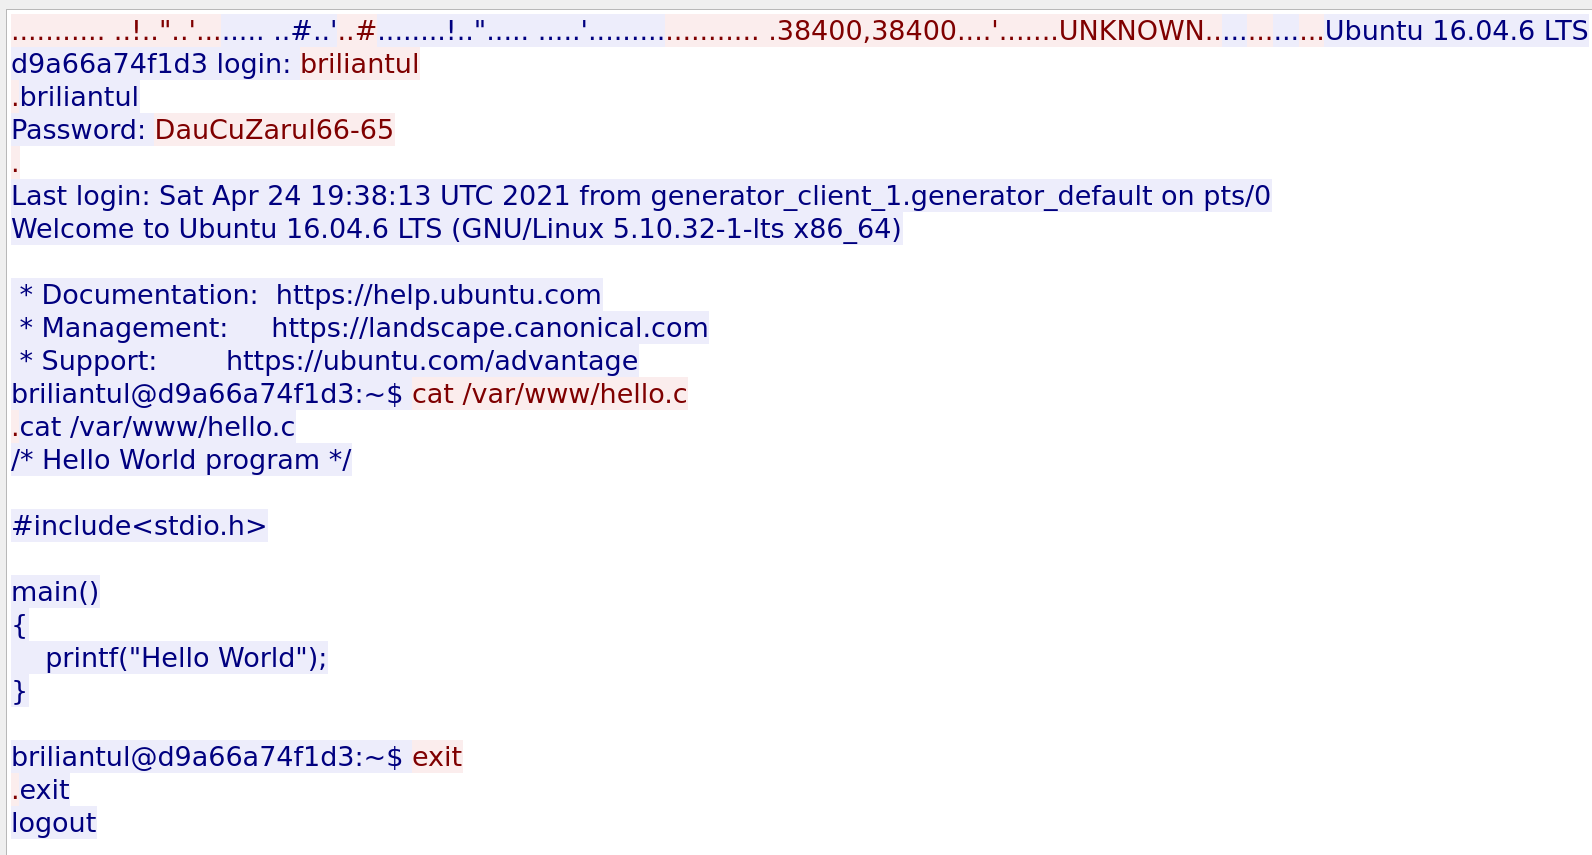 ........... ..!.."..'........ ..#..'..#........!.."..... .....'.................... .38400,38400....'.......UNKNOWN..............Ubuntu 16.04.6 LTS
d9a66a74f1d3 login: briliantul
.briliantul
Password: DauCuZarul66-65
.
Last login: Sat Apr 24 19:38:13 UTC 2021 from generator_client_1.generator_default on pts/0
Welcome to Ubuntu 16.04.6 LTS (GNU/Linux 5.10.32-1-lts x86_64)
* Documentation:  https://help.ubuntu.com
* Management:     https://landscape.canonical.com
* Support:        https://ubuntu.com/advantage
briliantul@d9a66a74f1d3:~$ cat /var/www/hello.c
.cat /var/www/hello.c
/* Hello World program */
#include<stdio.h>
main()
{
    printf("Hello World");
}
briliantul@d9a66a74f1d3:~$ exit
.exit
logout